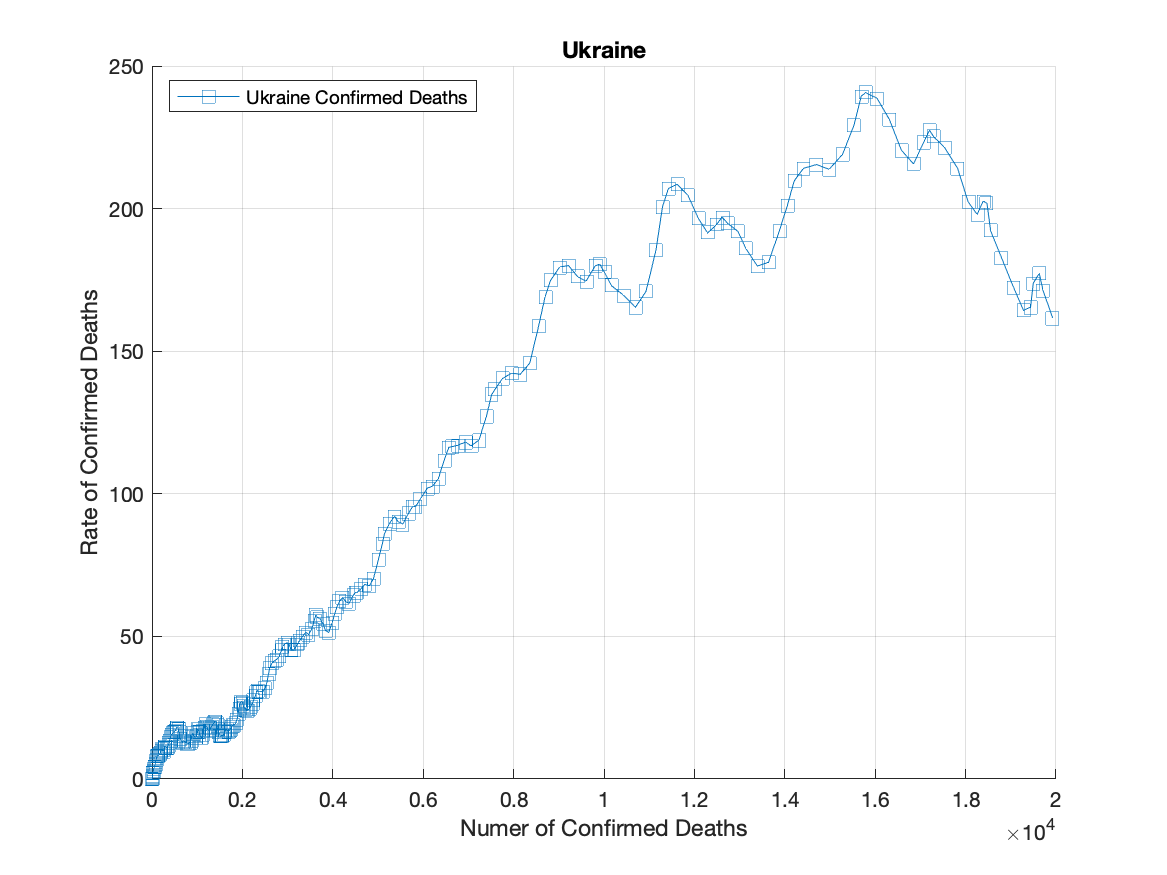 Ukraine
Ukraine Confirmed Deaths
250
200
150
100
50
0
Rate of Confirmed Deaths
0 0.2 0.4 0.6 0.8 1 1.2 1.4 1.6 1.8 2
Numer of Confirmed Deaths
×10^4